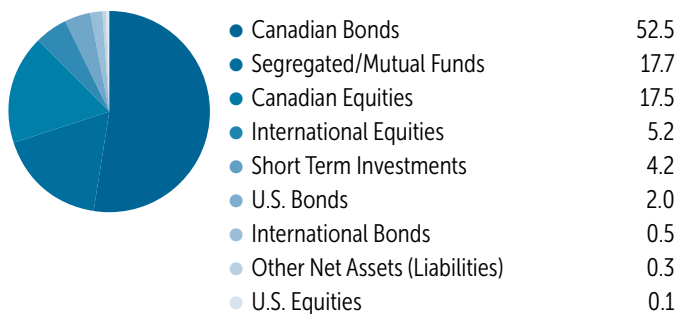 Canadian Bonds 52.5
Segregated/Mutual Funds 17.7
Canadian Equities 17.5
International Equities 5.2
Short Term Investments 4.2
U.S. Bonds 2.0
International Bonds 0.5
Other Net Assets (Liabilities) 0.3
U.S. Equities 0.1